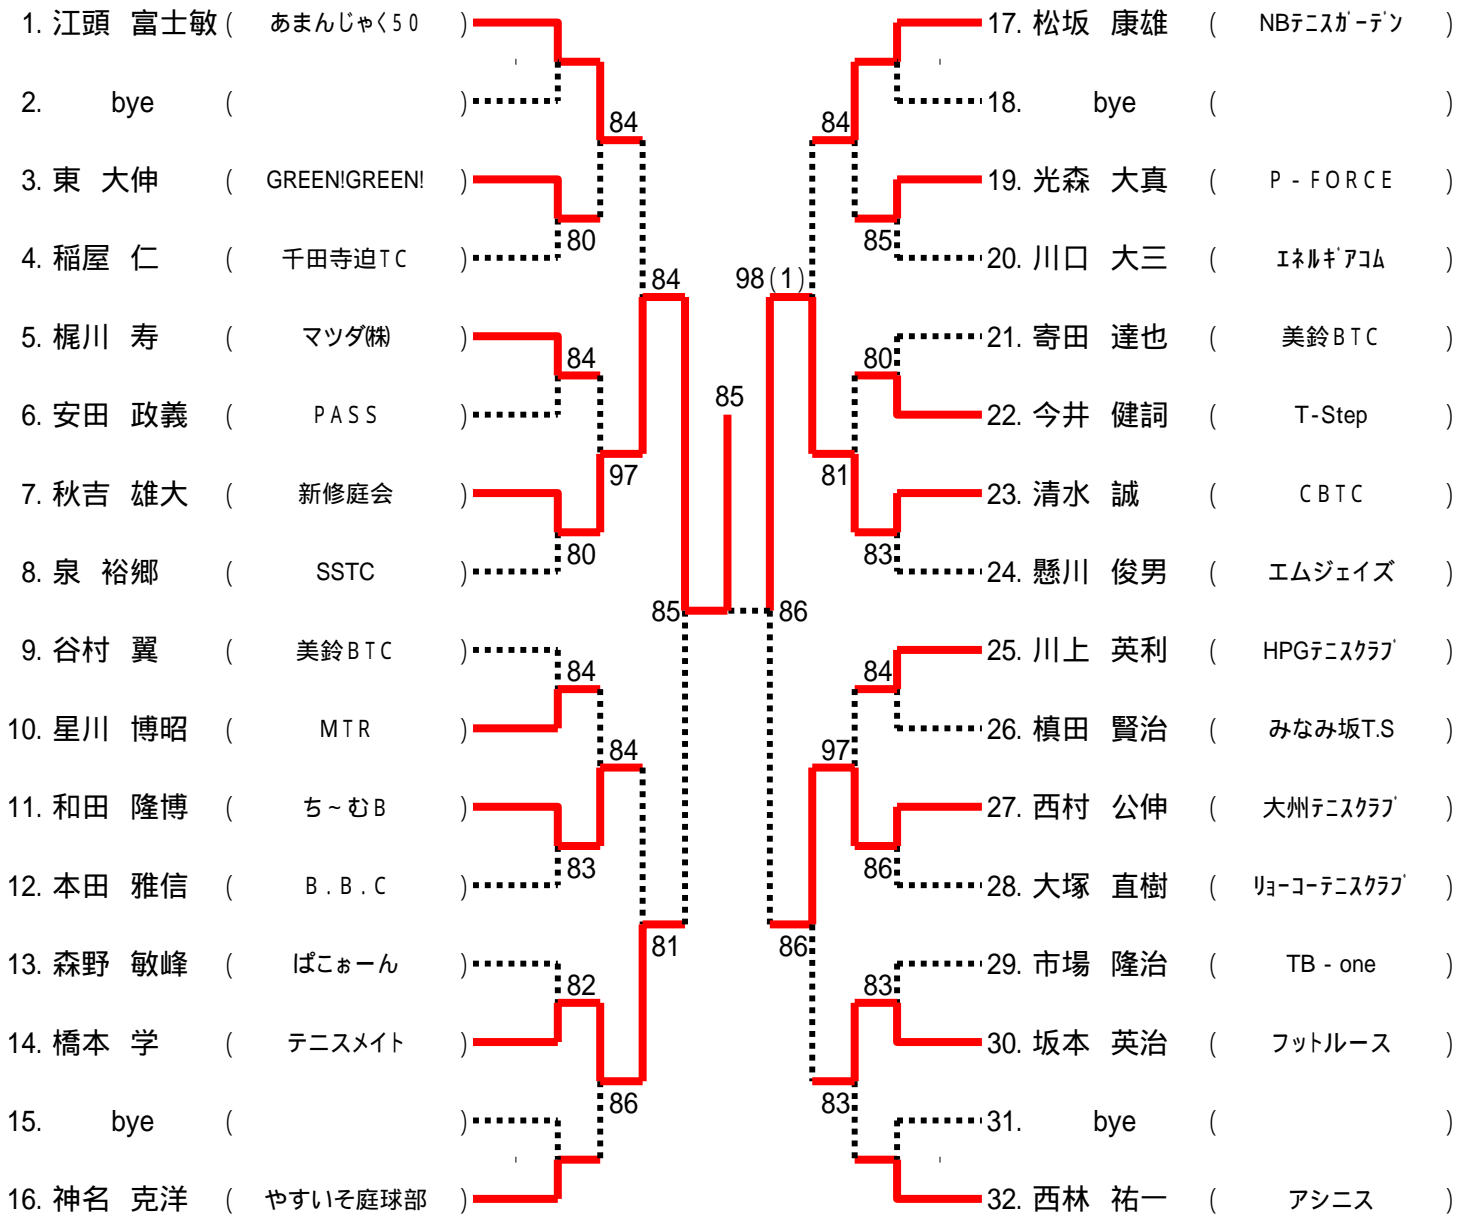 1. 江頭 富士敏 ( あまんじゃく50 )
2. bye ( )
84
3. 東 大伸 ( GREEN!GREEN! )
80
4. 稲屋 仁 ( 千田寺迫TC )
84
5. 梶川 寿 ( マツダ㈱ )
84
6. 安田 政義 ( PASS )
97
7. 秋吉 雄大 ( 新修庭会 )
80
8. 泉 裕郷 ( SSTC )
85
9. 谷村 翼 ( 美鈴BTC )
84
10. 星川 博昭 ( MTR )
84
11. 和田 隆博 ( ち~むB )
83
12. 本田 雅信 ( B.B.C )
81
13. 森野 敏峰 ( ぱこぉーん )
82
14. 橋本 学 ( テニスメイト )
86
15. bye ( )
16. 神名 克洋 ( やすいそ庭球部 )
85
17. 松坂 康雄 ( NBテニスガーデン )
18. bye ( )
84
19. 光森 大真 ( P-FORCE )
85
20. 川口 大三 ( エネルギアコム )
98(1)
21. 寄田 達也 ( 美鈴BTC )
80
22. 今井 健詞 ( T-Step )
81
23. 清水 誠 ( CBTC )
83
24. 懸川 俊男 ( エムジェイズ )
86
25. 川上 英利 ( HPGテニスクラブ )
84
26. 槙田 賢治 ( みなみ坂T.S )
97
27. 西村 公伸 ( 大州テニスクラブ )
86
28. 大塚 直樹 ( リョーコーテニスクラブ )
86
29. 市場 隆治 ( TB-one )
83
30. 坂本 英治 ( フットルース )
83
31. bye ( )
32. 西林 祐一 ( アシニス )